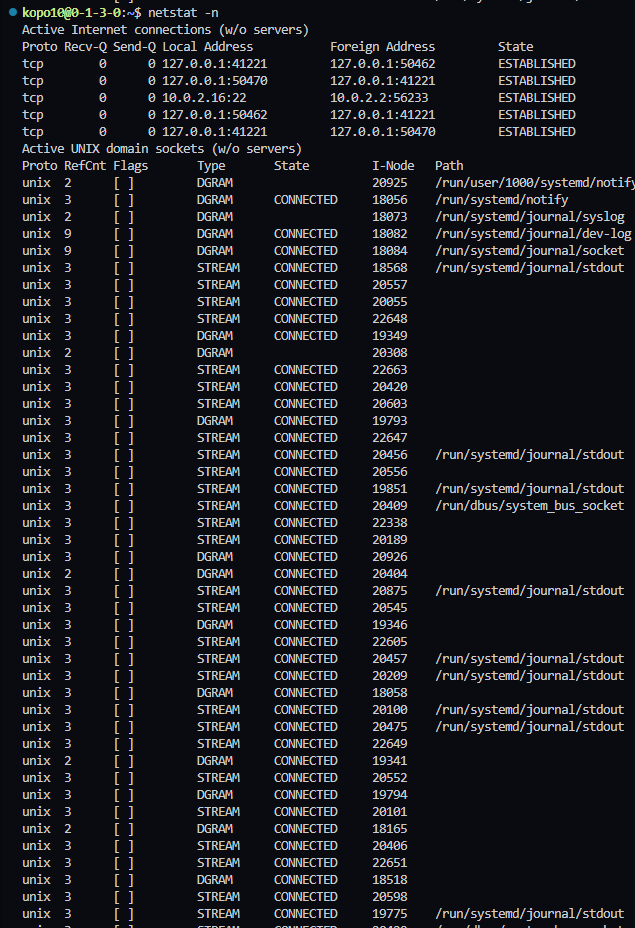 kopo10@0-1-3-0:~$ netstat -n
Active Internet connections (w/o servers)
Proto Recv-Q Send-Q Local Address           Foreign Address         State
tcp        0      0 127.0.0.1:41221         127.0.0.1:50462         ESTABLISHED
tcp        0      0 127.0.0.1:50470         127.0.0.1:41221         ESTABLISHED
tcp        0      0 10.0.2.16:22            10.0.2.2:56233          ESTABLISHED
tcp        0      0 127.0.0.1:50462         127.0.0.1:41221         ESTABLISHED
tcp        0      0 127.0.0.1:41221         127.0.0.1:50470         ESTABLISHED
Active UNIX domain sockets (w/o servers)
Proto RefCnt Flags       Type       State         I-Node   Path
unix  2      [ ]         DGRAM                    20925    /run/user/1000/systemd/notify
unix  3      [ ]         DGRAM      CONNECTED     18056    /run/systemd/notify
unix  2      [ ]         DGRAM                    18073    /run/systemd/journal/syslog
unix  9      [ ]         DGRAM      CONNECTED     18082    /run/systemd/journal/dev-log
unix  9      [ ]         DGRAM      CONNECTED     18084    /run/systemd/journal/socket
unix  3      [ ]         STREAM     CONNECTED     18568    /run/systemd/journal/stdout
unix  3      [ ]         STREAM     CONNECTED     20557
unix  3      [ ]         STREAM     CONNECTED     20055
unix  3      [ ]         STREAM     CONNECTED     22648
unix  3      [ ]         DGRAM      CONNECTED     19349
unix  2      [ ]         DGRAM                    20308
unix  3      [ ]         STREAM     CONNECTED     22663
unix  3      [ ]         STREAM     CONNECTED     20420
unix  3      [ ]         STREAM     CONNECTED     20603
unix  3      [ ]         DGRAM      CONNECTED     19793
unix  3      [ ]         STREAM     CONNECTED     22647
unix  3      [ ]         STREAM     CONNECTED     20456    /run/systemd/journal/stdout
unix  3      [ ]         STREAM     CONNECTED     20556
unix  3      [ ]         STREAM     CONNECTED     19851    /run/systemd/journal/stdout
unix  3      [ ]         STREAM     CONNECTED     20409    /run/dbus/system_bus_socket
unix  3      [ ]         STREAM     CONNECTED     22338
unix  3      [ ]         STREAM     CONNECTED     20189
unix  3      [ ]         DGRAM      CONNECTED     20926
unix  2      [ ]         DGRAM      CONNECTED     20404
unix  3      [ ]         STREAM     CONNECTED     20875    /run/systemd/journal/stdout
unix  3      [ ]         STREAM     CONNECTED     20545
unix  3      [ ]         DGRAM      CONNECTED     19346
unix  3      [ ]         STREAM     CONNECTED     22605
unix  3      [ ]         STREAM     CONNECTED     20457    /run/systemd/journal/stdout
unix  3      [ ]         STREAM     CONNECTED     20209    /run/systemd/journal/stdout
unix  3      [ ]         DGRAM      CONNECTED     18058
unix  3      [ ]         STREAM     CONNECTED     20100    /run/systemd/journal/stdout
unix  3      [ ]         STREAM     CONNECTED     20475    /run/systemd/journal/stdout
unix  3      [ ]         STREAM     CONNECTED     22649
unix  2      [ ]         DGRAM      CONNECTED     19341
unix  3      [ ]         STREAM     CONNECTED     20552
unix  3      [ ]         DGRAM      CONNECTED     19794
unix  3      [ ]         STREAM     CONNECTED     20101
unix  2      [ ]         DGRAM      CONNECTED     18165
unix  3      [ ]         STREAM     CONNECTED     20406
unix  3      [ ]         STREAM     CONNECTED     22651
unix  3      [ ]         DGRAM      CONNECTED     18518
unix  3      [ ]         STREAM     CONNECTED     20598
unix  3      [ ]         STREAM     CONNECTED     19775    /run/systemd/journal/stdout